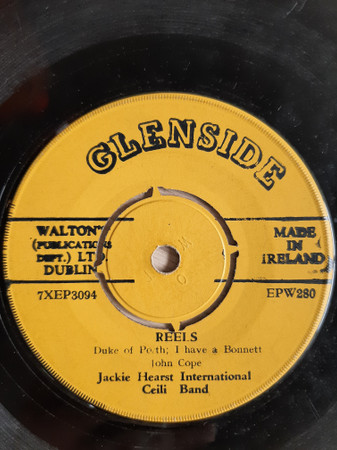 GLENSIDE
WALTON'S
(PUBLICATIONS
DEPT.) LTD.
DUBLIN
MADE
IN
IRELAND
7XEP3094
EPW280
REELS
Duke of Perth; I have a Bonnett
John Cope
Jackie Hearst International
Ceili Band